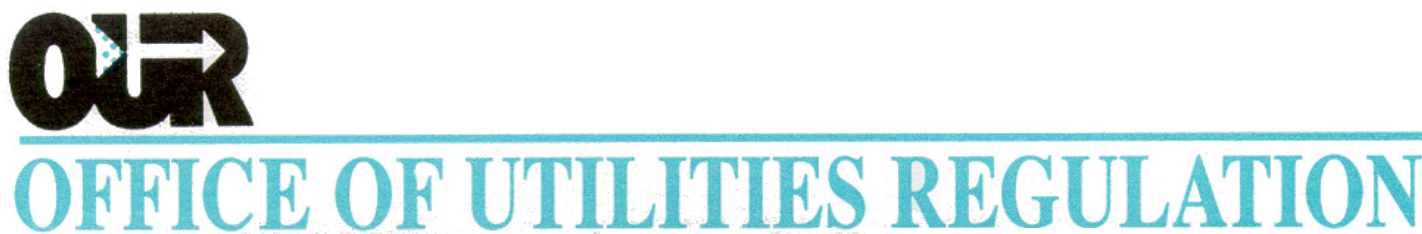 OUR
OFFICE OF UTILITIES REGULATION